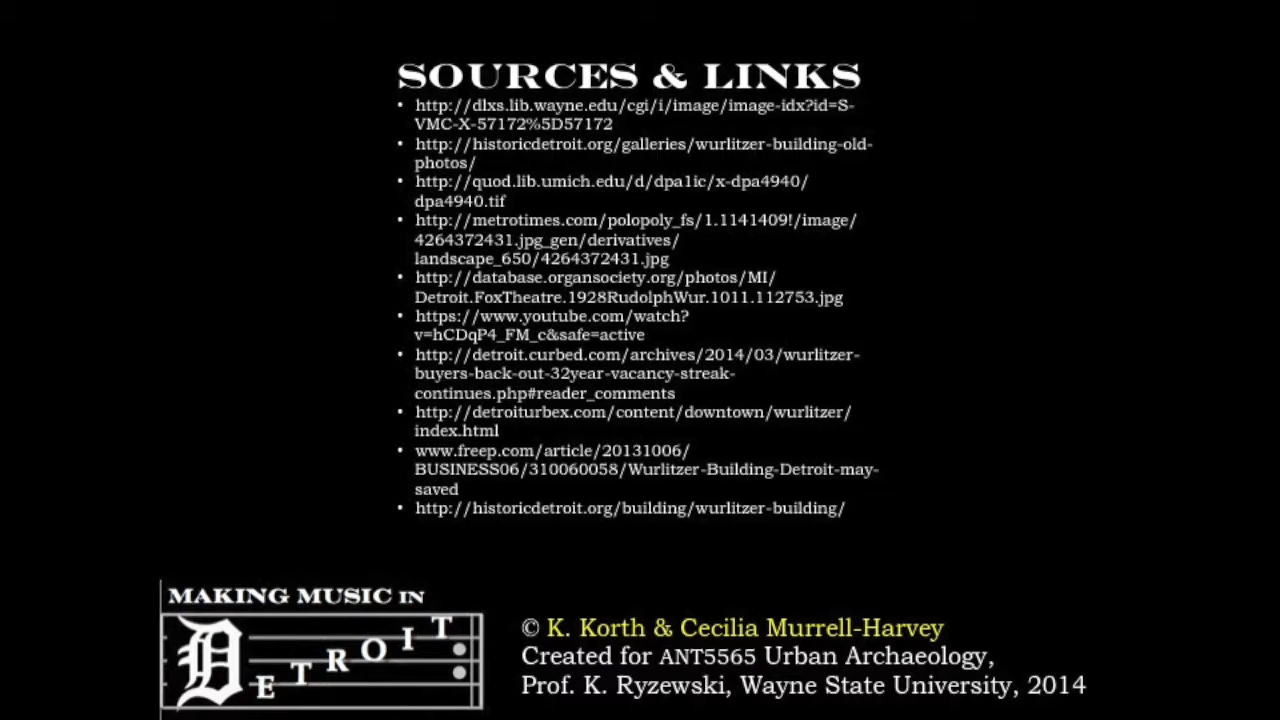 SOURCES & LINKS
• http://dlxs.lib.wayne.edu/cgi/i/image/image-idx?id=S-
VMC-X-57172%5D57172
• http://historicdetroit.org/galleries/wurlitzer-building-old-
photos/
• http://quod.lib.umich.edu/d/dpa1ic/x-dpa4940/
dpa4940.tif
• http://metrotimes.com/polopoly_fs/1.1141409!/image/
4264372431.jpg_gen/derivatives/
landscape_650/4264372431.jpg
• http://database.organsociety.org/photos/MI/
Detroit.FoxTheatre.1928RudolphWur.1011.112753.jpg
• https://www.youtube.com/watch?
v=hCDqP4_FM_c&safe=active
• http://detroit.curbed.com/archives/2014/03/wurlitzer-
buyers-back-out-32year-vacancy-streak-
continues.php#reader_comments
• http://detroiturbex.com/content/downtown/wurlitzer/
index.html
• www.freep.com/article/20131006/
BUSINESS06/310060058/Wurlitzer-Building-Detroit-may-
saved
• http://historicdetroit.org/building/wurlitzer-building/
MAKING MUSIC IN
DETROIT
© K. Korth & Cecilia Murrell-Harvey
Created for ANT5565 Urban Archaeology,
Prof. K. Ryzewski, Wayne State University, 2014